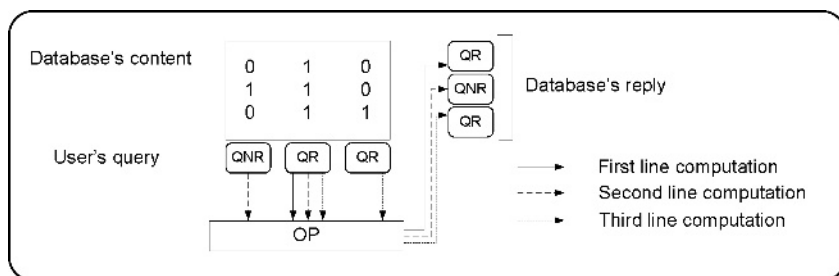 Database's content
0 1 0
1 1 0
0 1 1
User's query
QNR QR QR
OP
QR
QNR
QR
Database's reply
First line computation
Second line computation
Third line computation